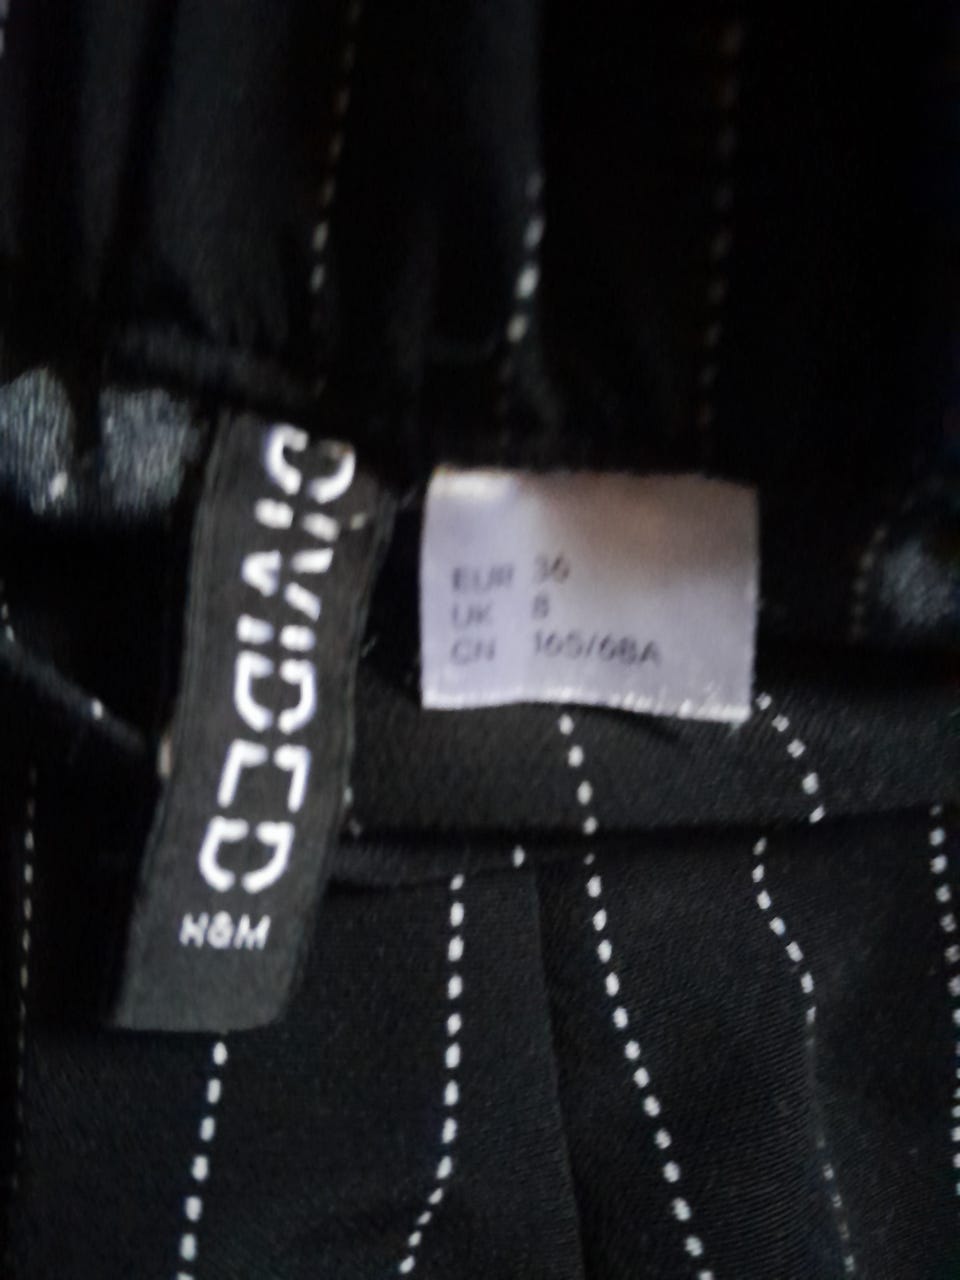 DIVIDED
H&M
EUR 36
UK 8
CN 165/68A